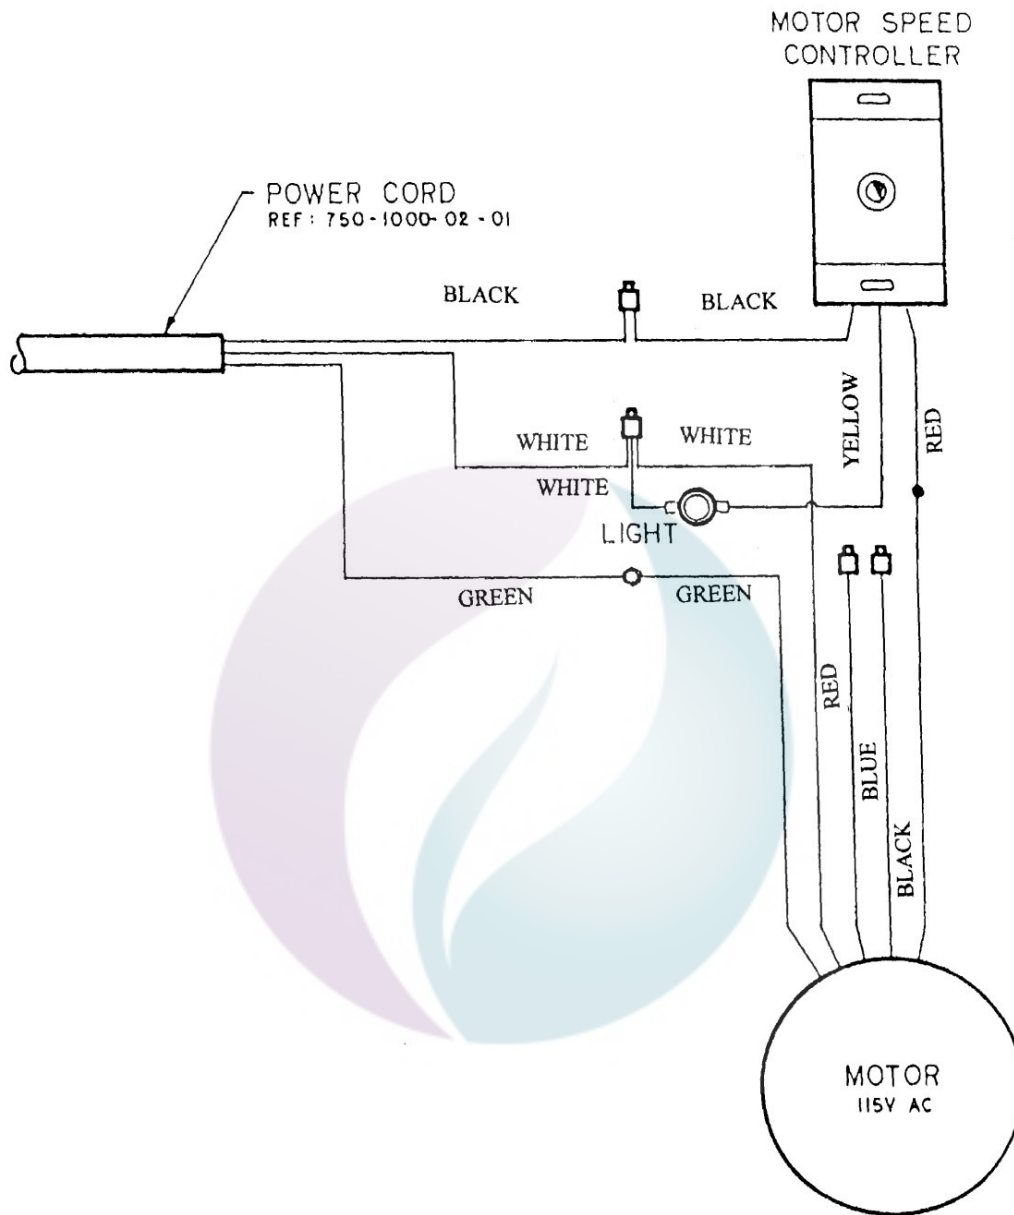 MOTOR SPEED
CONTROLLER
POWER CORD
REF: 750-1000-02-01
BLACK
BLACK
YELLOW
RED
WHITE
WHITE
WHITE
LIGHT
GREEN
GREEN
RED
BLUE
BLACK
MOTOR
115V AC